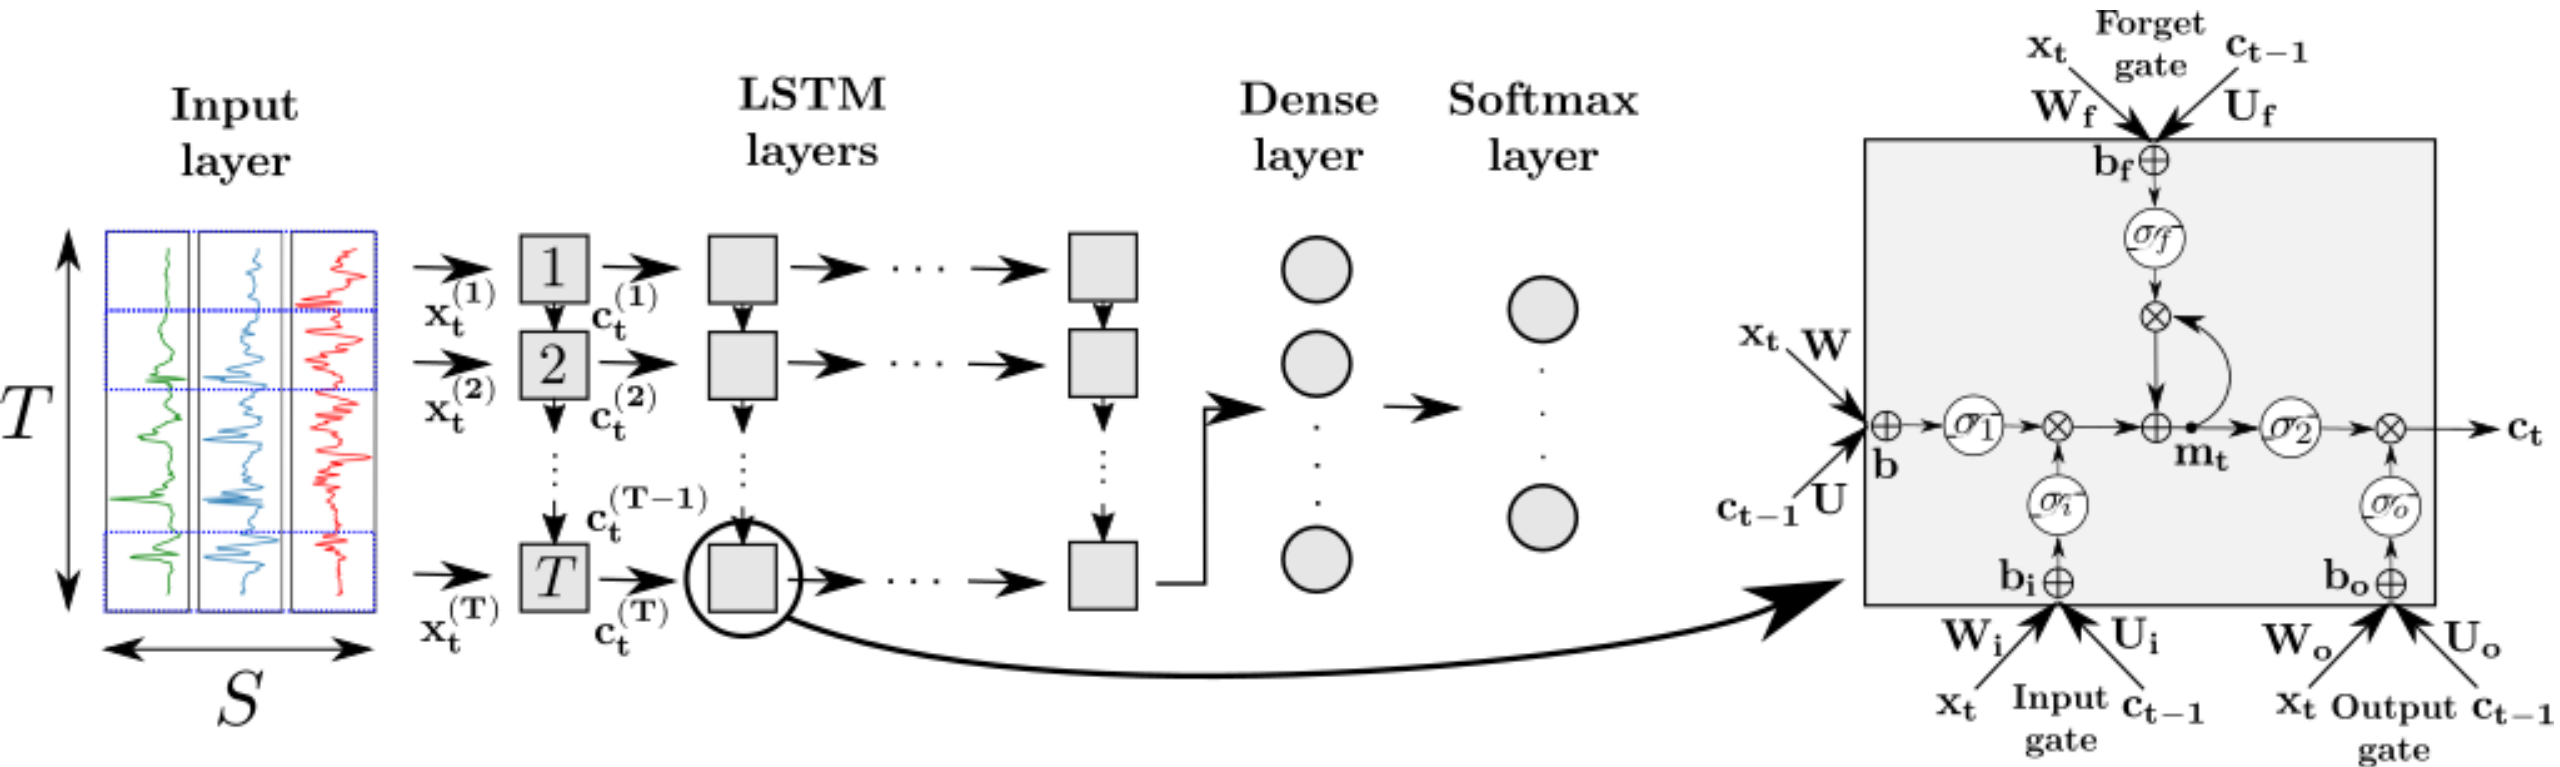 Input
layer
T
S
x_t^(1)
x_t^(2)
x_t^(T)
LSTM
layers
1
2
T
c_t^(1)
c_t^(2)
c_t^(T−1)
c_t^(T)
. . .
. . .
. . .
Dense
layer
Softmax
layer
Forget
gate
x_t
c_{t−1}
W_f
U_f
b_f
σ_f
x_t
W
b
c_{t−1}
U
σ_1
m_t
σ_2
c_t
σ_i
σ_o
b_i
b_o
W_i
U_i
W_o
U_o
x_t
Input
gate
c_{t−1}
x_t
Output
gate
c_{t−1}